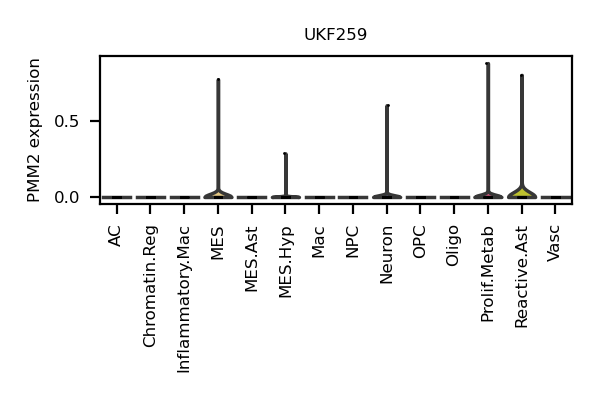 UKF259
PMM2 expression
0.5
0.0
AC
Chromatin.Reg
Inflammatory.Mac
MES
MES.Ast
MES.Hyp
Mac
NPC
Neuron
OPC
Oligo
Prolif.Metab
Reactive.Ast
Vasc